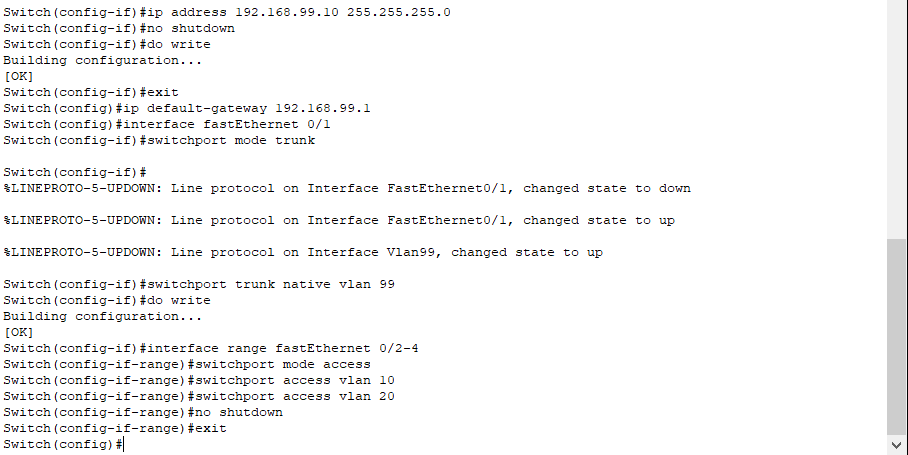 Switch(config-if)#ip address 192.168.99.10 255.255.255.0
Switch(config-if)#no shutdown
Switch(config-if)#do write
Building configuration...
[OK]
Switch(config-if)#exit
Switch(config)#ip default-gateway 192.168.99.1
Switch(config)#interface fastEthernet 0/1
Switch(config-if)#switchport mode trunk
Switch(config-if)#
%LINEPROTO-5-UPDOWN: Line protocol on Interface FastEthernet0/1, changed state to down
%LINEPROTO-5-UPDOWN: Line protocol on Interface FastEthernet0/1, changed state to up
%LINEPROTO-5-UPDOWN: Line protocol on Interface Vlan99, changed state to up
Switch(config-if)#switchport trunk native vlan 99
Switch(config-if)#do write
Building configuration...
[OK]
Switch(config-if)#interface range fastEthernet 0/2-4
Switch(config-if-range)#switchport mode access
Switch(config-if-range)#switchport access vlan 10
Switch(config-if-range)#switchport access vlan 20
Switch(config-if-range)#no shutdown
Switch(config-if-range)#exit
Switch(config)#